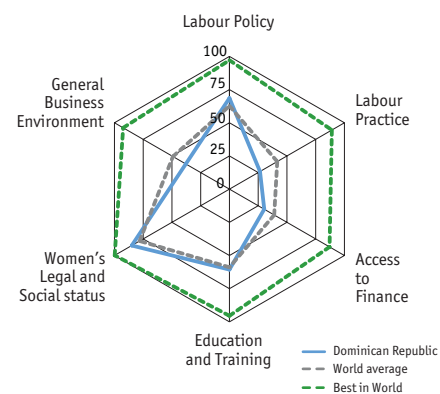 Labour Policy
100
75
50
25
0
Labour
Practice
Access
to
Finance
Education
and Training
Women's
Legal and
Social status
General
Business
Environment
Dominican Republic
World average
Best in World